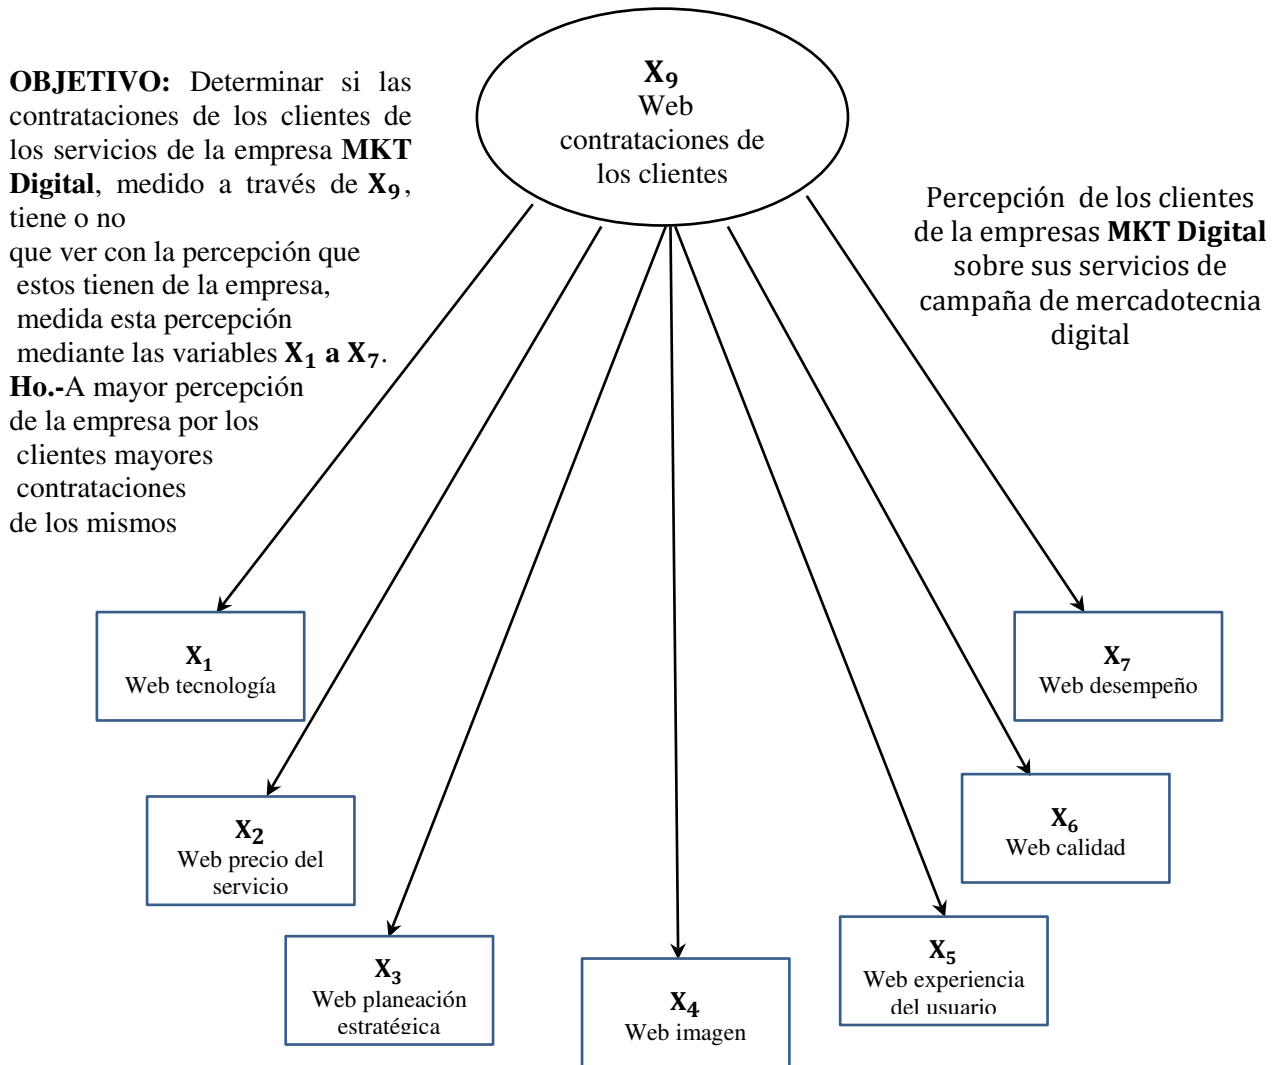 X₉
Web
contrataciones de
los clientes
OBJETIVO: Determinar si las
contrataciones de los clientes de
los servicios de la empresa MKT
Digital, medido a través de X₉,
tiene o no
que ver con la percepción que
estos tienen de la empresa,
medida esta percepción
mediante las variables X₁ a X₇.
Ho.-A mayor percepción
de la empresa por los
clientes mayores
contrataciones
de los mismos
Percepción de los clientes
de la empresas MKT Digital
sobre sus servicios de
campaña de mercadotecnia
digital
X₁
Web tecnología
X₂
Web precio del
servicio
X₃
Web planeación
estratégica
X₄
Web imagen
X₅
Web experiencia
del usuario
X₆
Web calidad
X₇
Web desempeño